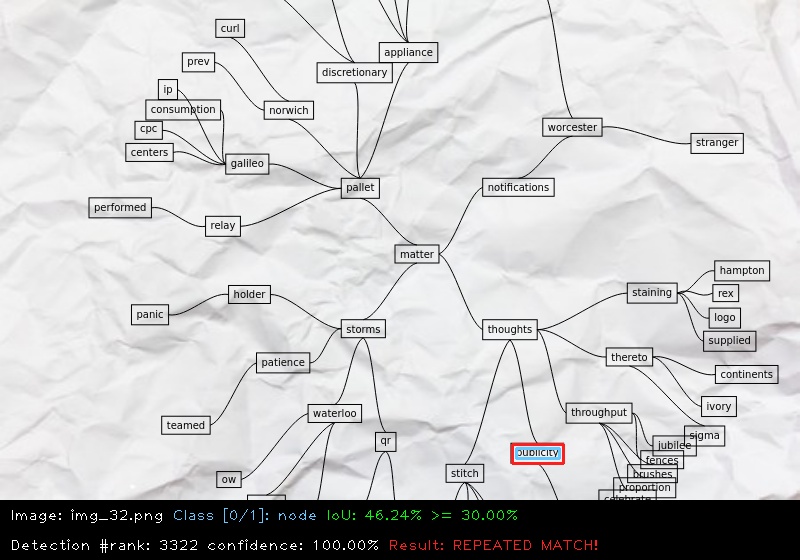 curl
appliance
prev
discretionary
ip
consumption
norwich
cpc
worcester
stranger
centers
galileo
pallet
notifications
performed
relay
matter
hampton
staining
rex
holder
panic
logo
storms
thoughts
supplied
patience
thereto
continents
ivory
waterloo
throughput
teamed
sigma
qr
jubilee
publicity
fences
stitch
brushes
ow
proportion
celebrate
Image: img_32.png Class [0/1]: node IoU: 46.24% >= 30.00%
Detection #rank: 3322 confidence: 100.00% Result: REPEATED MATCH!